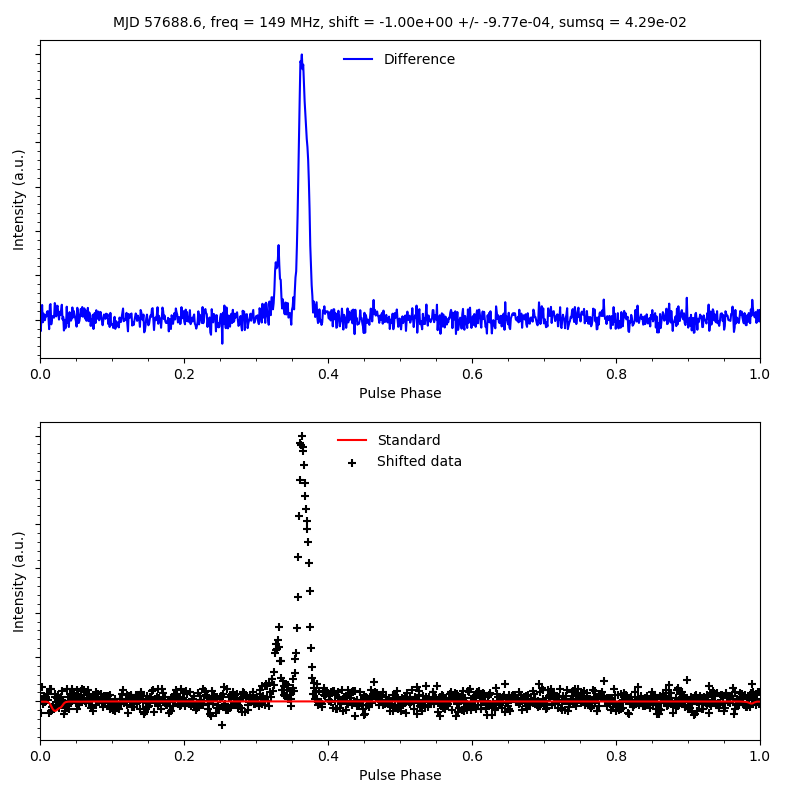 MJD 57688.6, freq = 149 MHz, shift = -1.00e+00 +/- -9.77e-04, sumsq = 4.29e-02
Difference
Intensity (a.u.)
0.0 0.2 0.4 0.6 0.8 1.0
Pulse Phase
Standard
Shifted data
Intensity (a.u.)
0.0 0.2 0.4 0.6 0.8 1.0
Pulse Phase